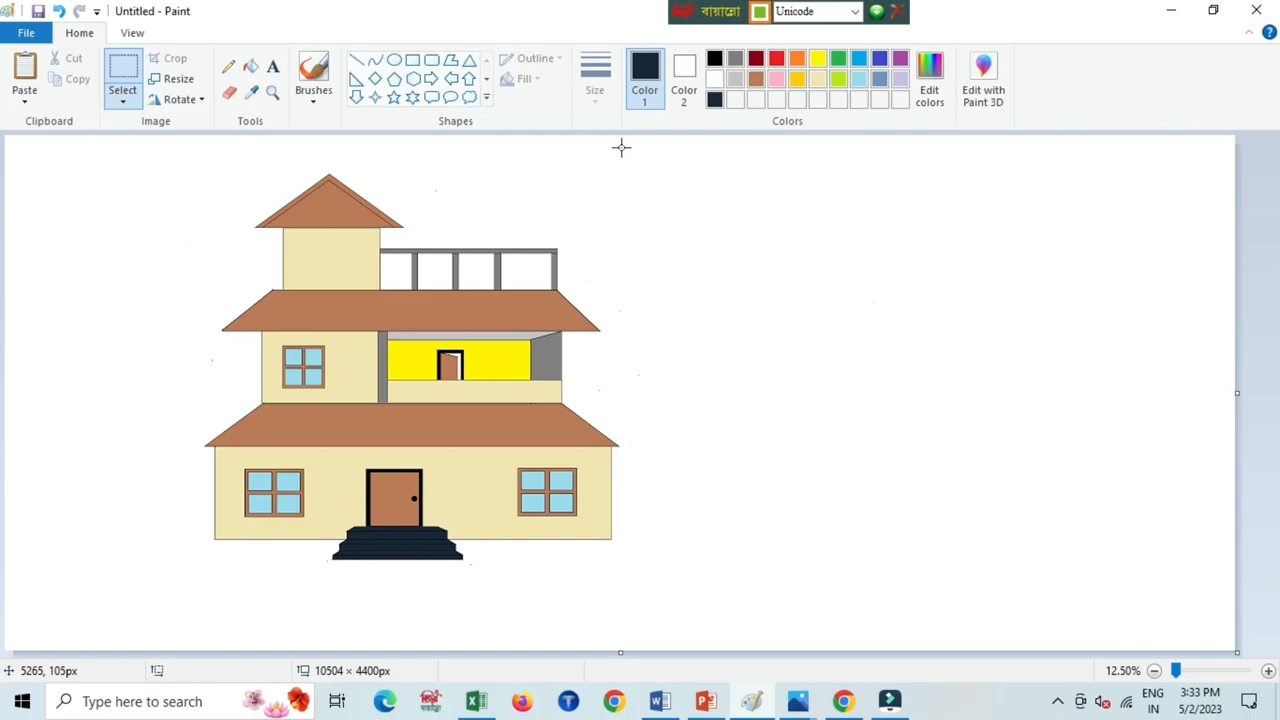 Untitled - Paint
বায়ান্নো
Unicode
File
Home
View
Paste
Cut
Copy
Clipboard
Select
Crop
Resize
Rotate
Image
Tools
Brushes
Shapes
Outline
Fill
Size
Color
1
Color
2
Colors
Edit
colors
Edit with
Paint 3D
5265, 105px
10504 × 4400px
12.50%
Type here to search
ENG
IN
3:33 PM
5/2/2023